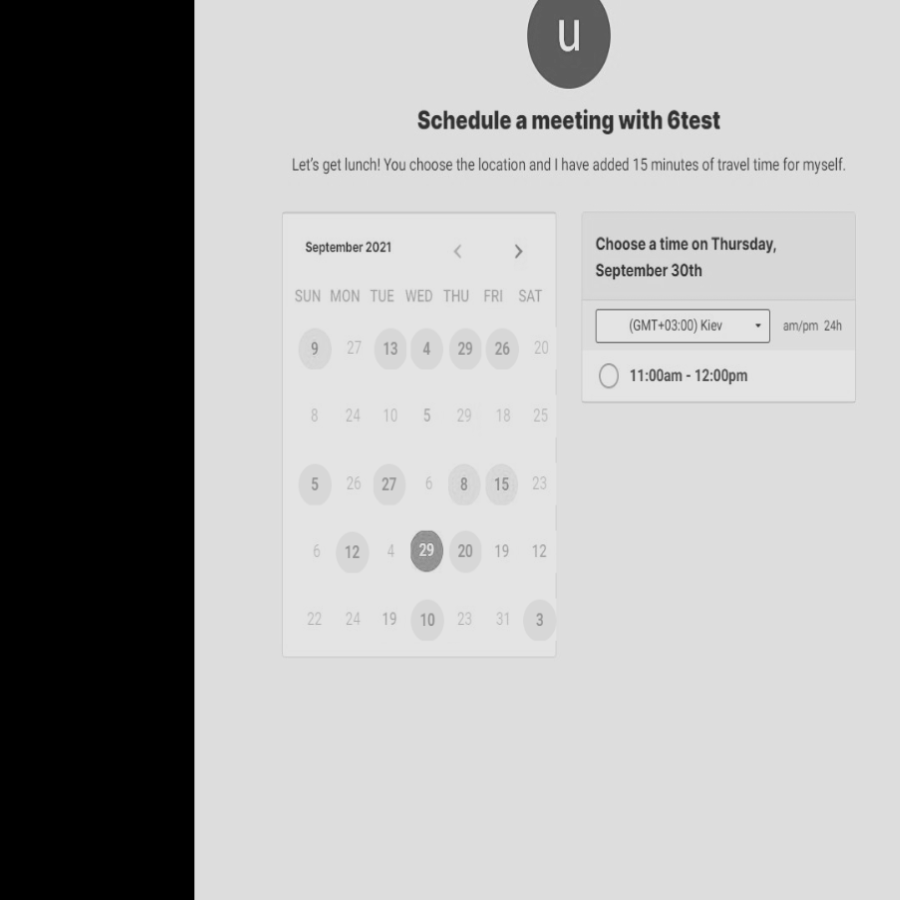 u
Schedule a meeting with 6test
Let's get lunch! You choose the location and I have added 15 minutes of travel time for myself.
September 2021
SUN MON TUE WED THU FRI SAT
9 27 13 4 29 26 20
8 24 10 5 29 18 25
5 26 27 6 8 15 23
6 12 4 29 20 19 12
22 24 19 10 23 31 3
Choose a time on Thursday,
September 30th
(GMT+03:00) Kiev am/pm 24h
11:00am - 12:00pm